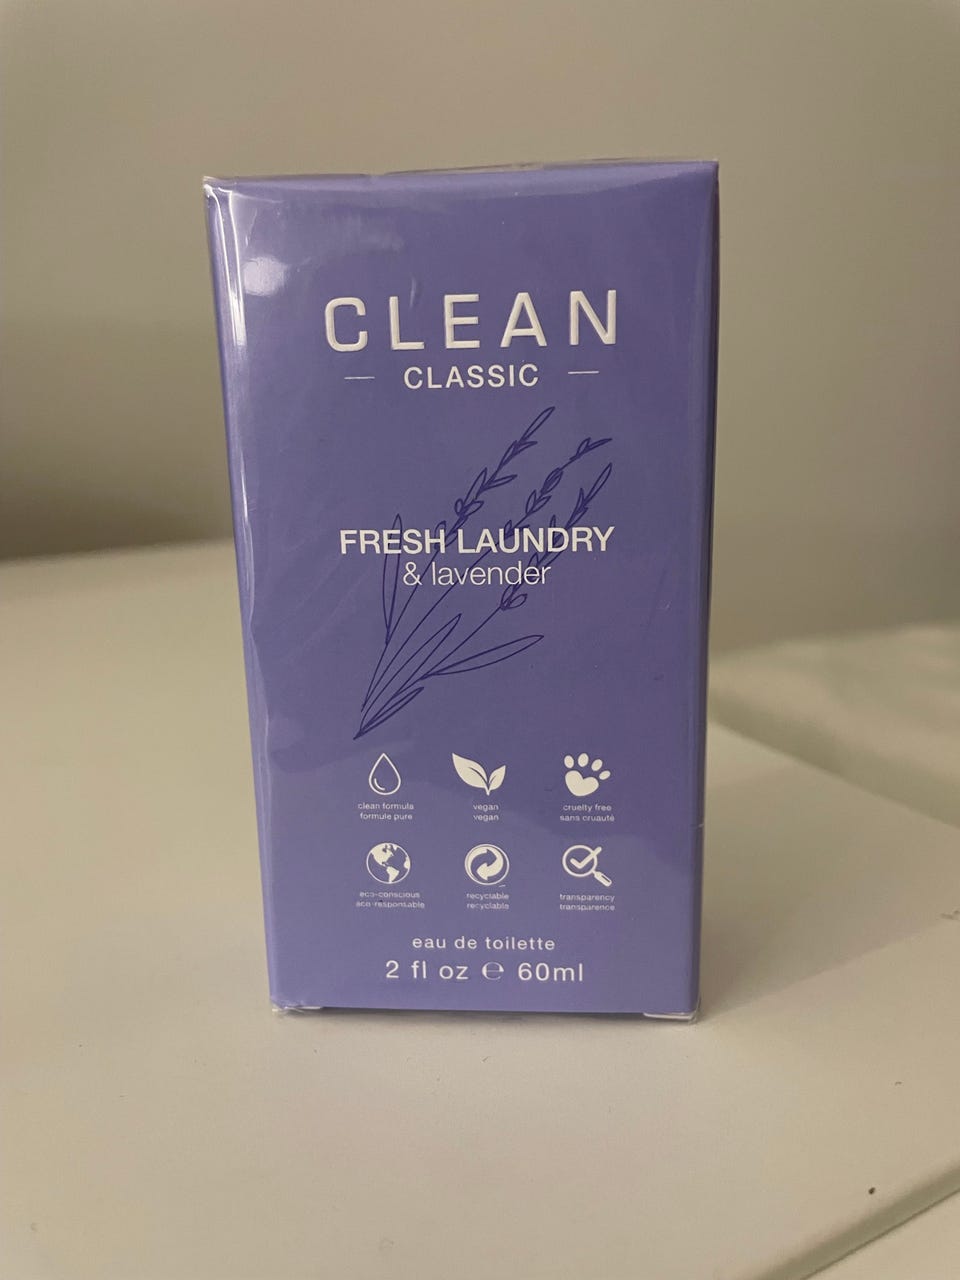 CLEAN
CLASSIC
FRESH LAUNDRY
& lavender
clean formula
formule pure
vegan
vegan
cruelty free
sans cruauté
eco-conscious
éco-responsable
recyclable
recyclable
transparency
transparence
eau de toilette
2 fl oz ℮ 60ml